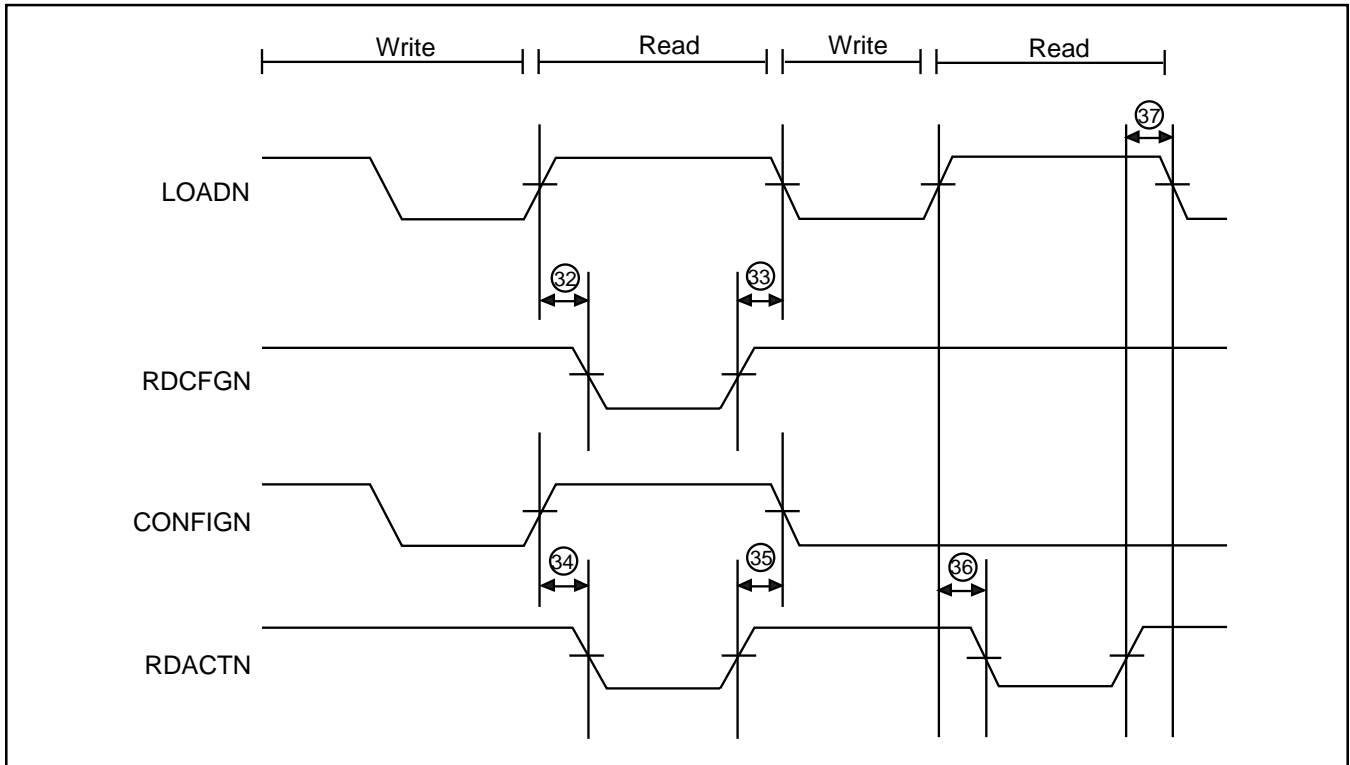 Write Read Write Read
37
LOADN
32 33
RDCFGN
CONFIGN
34 35 36
RDACTN